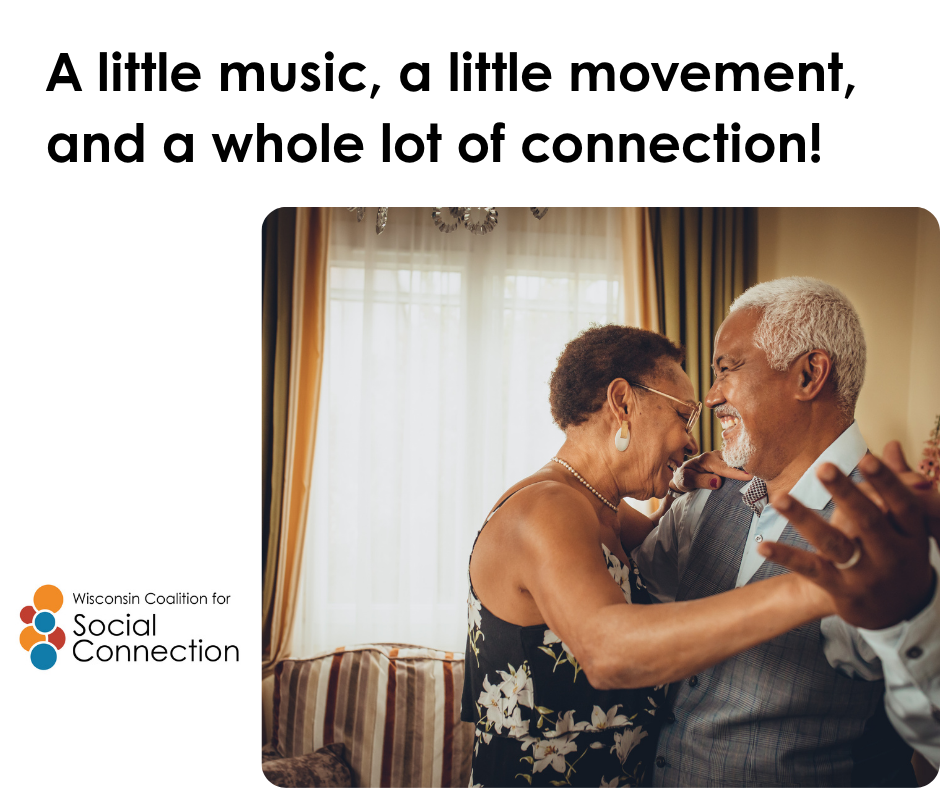 A little music, a little movement,
and a whole lot of connection!
Wisconsin Coalition for
Social
Connection